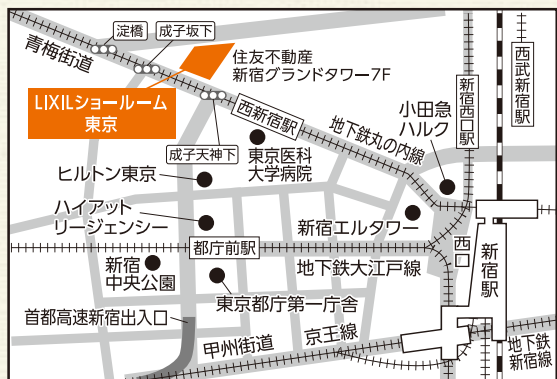 淀橋
成子坂下
青梅街道
住友不動産
新宿グランドタワー7F
LIXILショールーム
東京
西新宿駅
成子天神下
東京医科
大学病院
地下鉄丸の内線
小田急
ハルク
新宿西口駅
西武新宿駅
ヒルトン東京
ハイアット
リージェンシー
新宿エルタワー
都庁前駅
地下鉄大江戸線
西口
新宿駅
新宿
中央公園
東京都庁第一庁舎
首都高速新宿出入口
甲州街道
京王線
地下鉄
新宿線